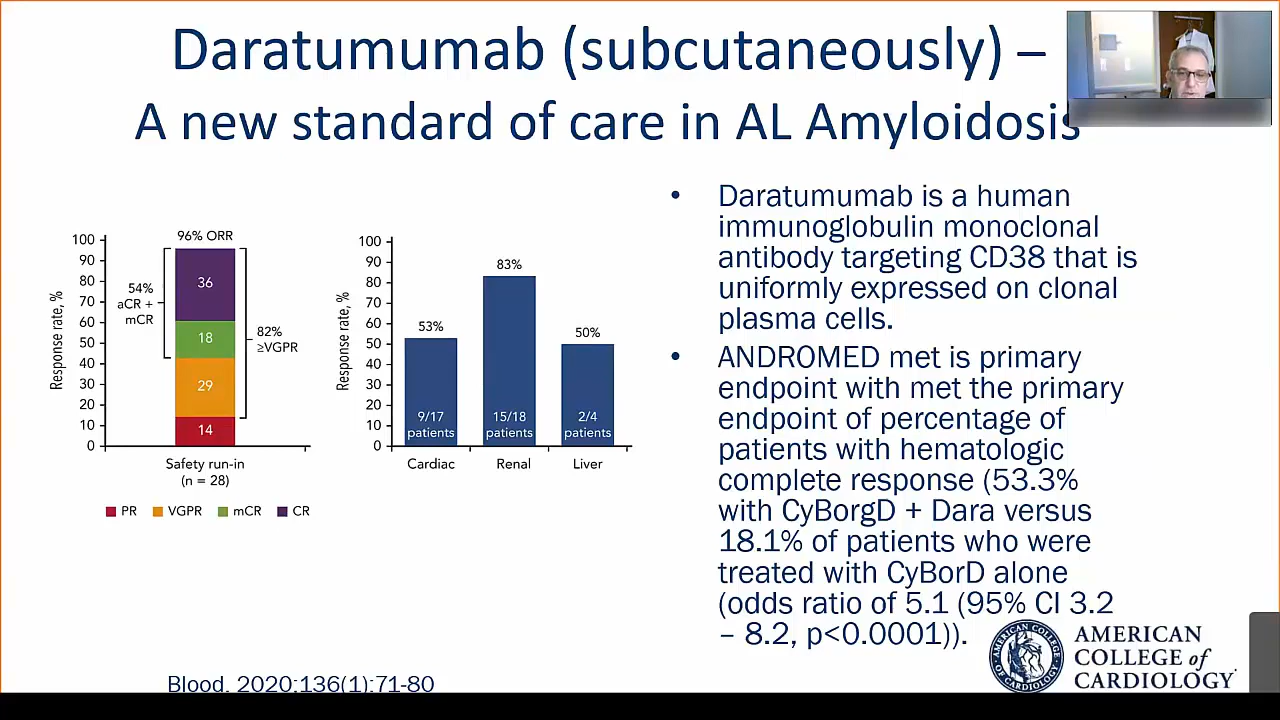 Daratumumab (subcutaneously) –
A new standard of care in AL Amyloidosis
Response rate, %
100
90
80
70
60
50
40
30
20
10
0
96% ORR
36
18
29
14
54%
aCR +
mCR
82%
≥VGPR
Safety run-in
(n = 28)
PR VGPR mCR CR
Response rate, %
100
90
80
70
60
50
40
30
20
10
0
53%
83%
50%
9/17
patients
15/18
patients
2/4
patients
Cardiac Renal Liver
• Daratumumab is a human
immunoglobulin monoclonal
antibody targeting CD38 that is
uniformly expressed on clonal
plasma cells.
• ANDROMED met is primary
endpoint with met the primary
endpoint of percentage of
patients with hematologic
complete response (53.3%
with CyBorgD + Dara versus
18.1% of patients who were
treated with CyBorD alone
(odds ratio of 5.1 (95% CI 3.2
– 8.2, p<0.0001)).
Blood. 2020;136(1):71-80
AMERICAN COLLEGE OF CARDIOLOGY
AMERICAN
COLLEGE of
CARDIOLOGY